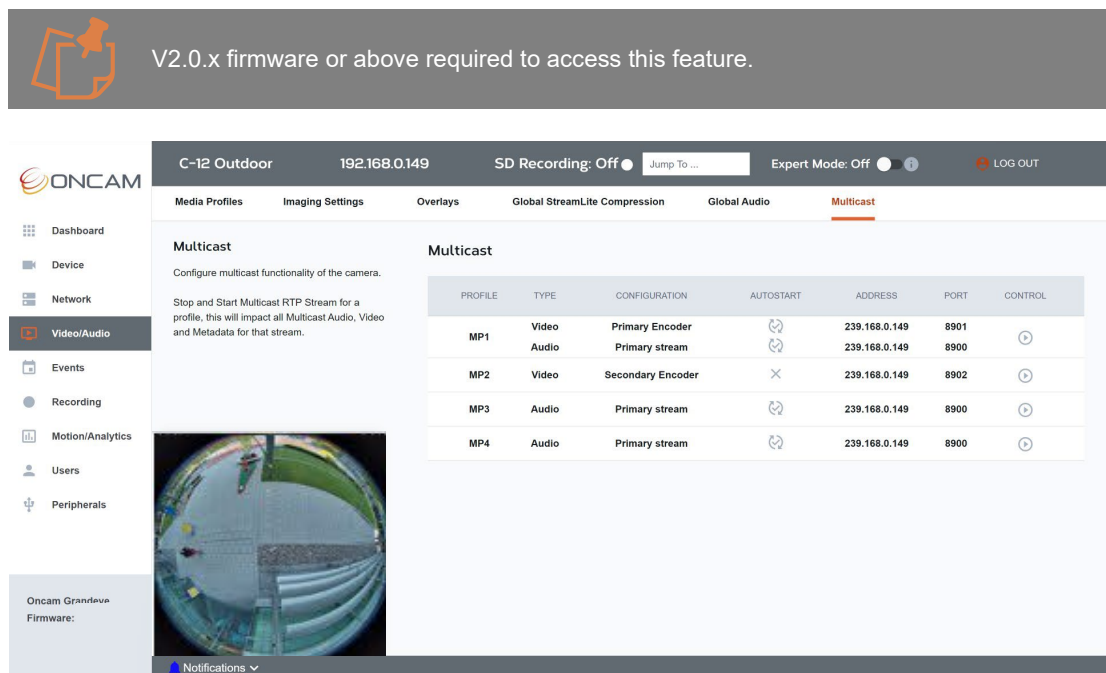 V2.0.x firmware or above required to access this feature.
ONCAM
C-12 Outdoor 192.168.0.149 SD Recording: Off Jump To ... Expert Mode: Off i LOG OUT
Media Profiles Imaging Settings Overlays Global StreamLite Compression Global Audio Multicast
Dashboard
Device
Network
Video/Audio
Events
Recording
Motion/Analytics
Users
Peripherals
Oncam Grandeye
Firmware:
Multicast
Configure multicast functionality of the camera.
Stop and Start Multicast RTP Stream for a
profile, this will impact all Multicast Audio, Video
and Metadata for that stream.
Multicast
PROFILE TYPE CONFIGURATION AUTOSTART ADDRESS PORT CONTROL
MP1 Video Primary Encoder 239.168.0.149 8901
Audio Primary stream 239.168.0.149 8900
MP2 Video Secondary Encoder 239.168.0.149 8902
MP3 Audio Primary stream 239.168.0.149 8900
MP4 Audio Primary stream 239.168.0.149 8900
Notifications